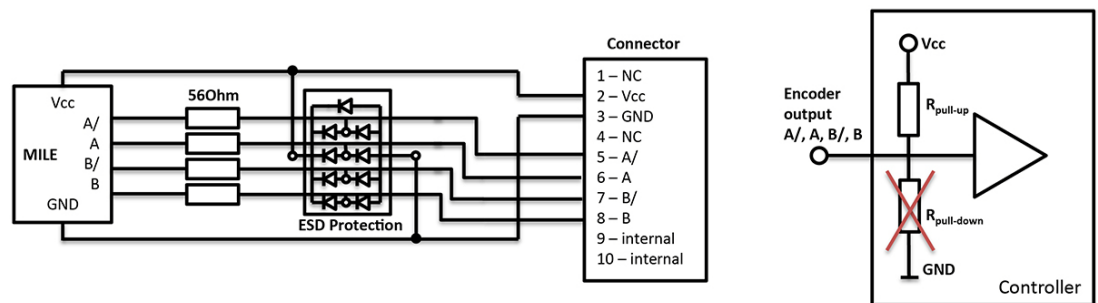 Connector
1 – NC
2 – Vcc
3 – GND
4 – NC
5 – A/
6 – A
7 – B/
8 – B
9 – internal
10 – internal
56Ohm
Vcc
A/
A
MILE
B/
B
GND
ESD Protection
Vcc
Rpull-up
Encoder
output
A/, A, B/, B
Rpull-down
GND
Controller